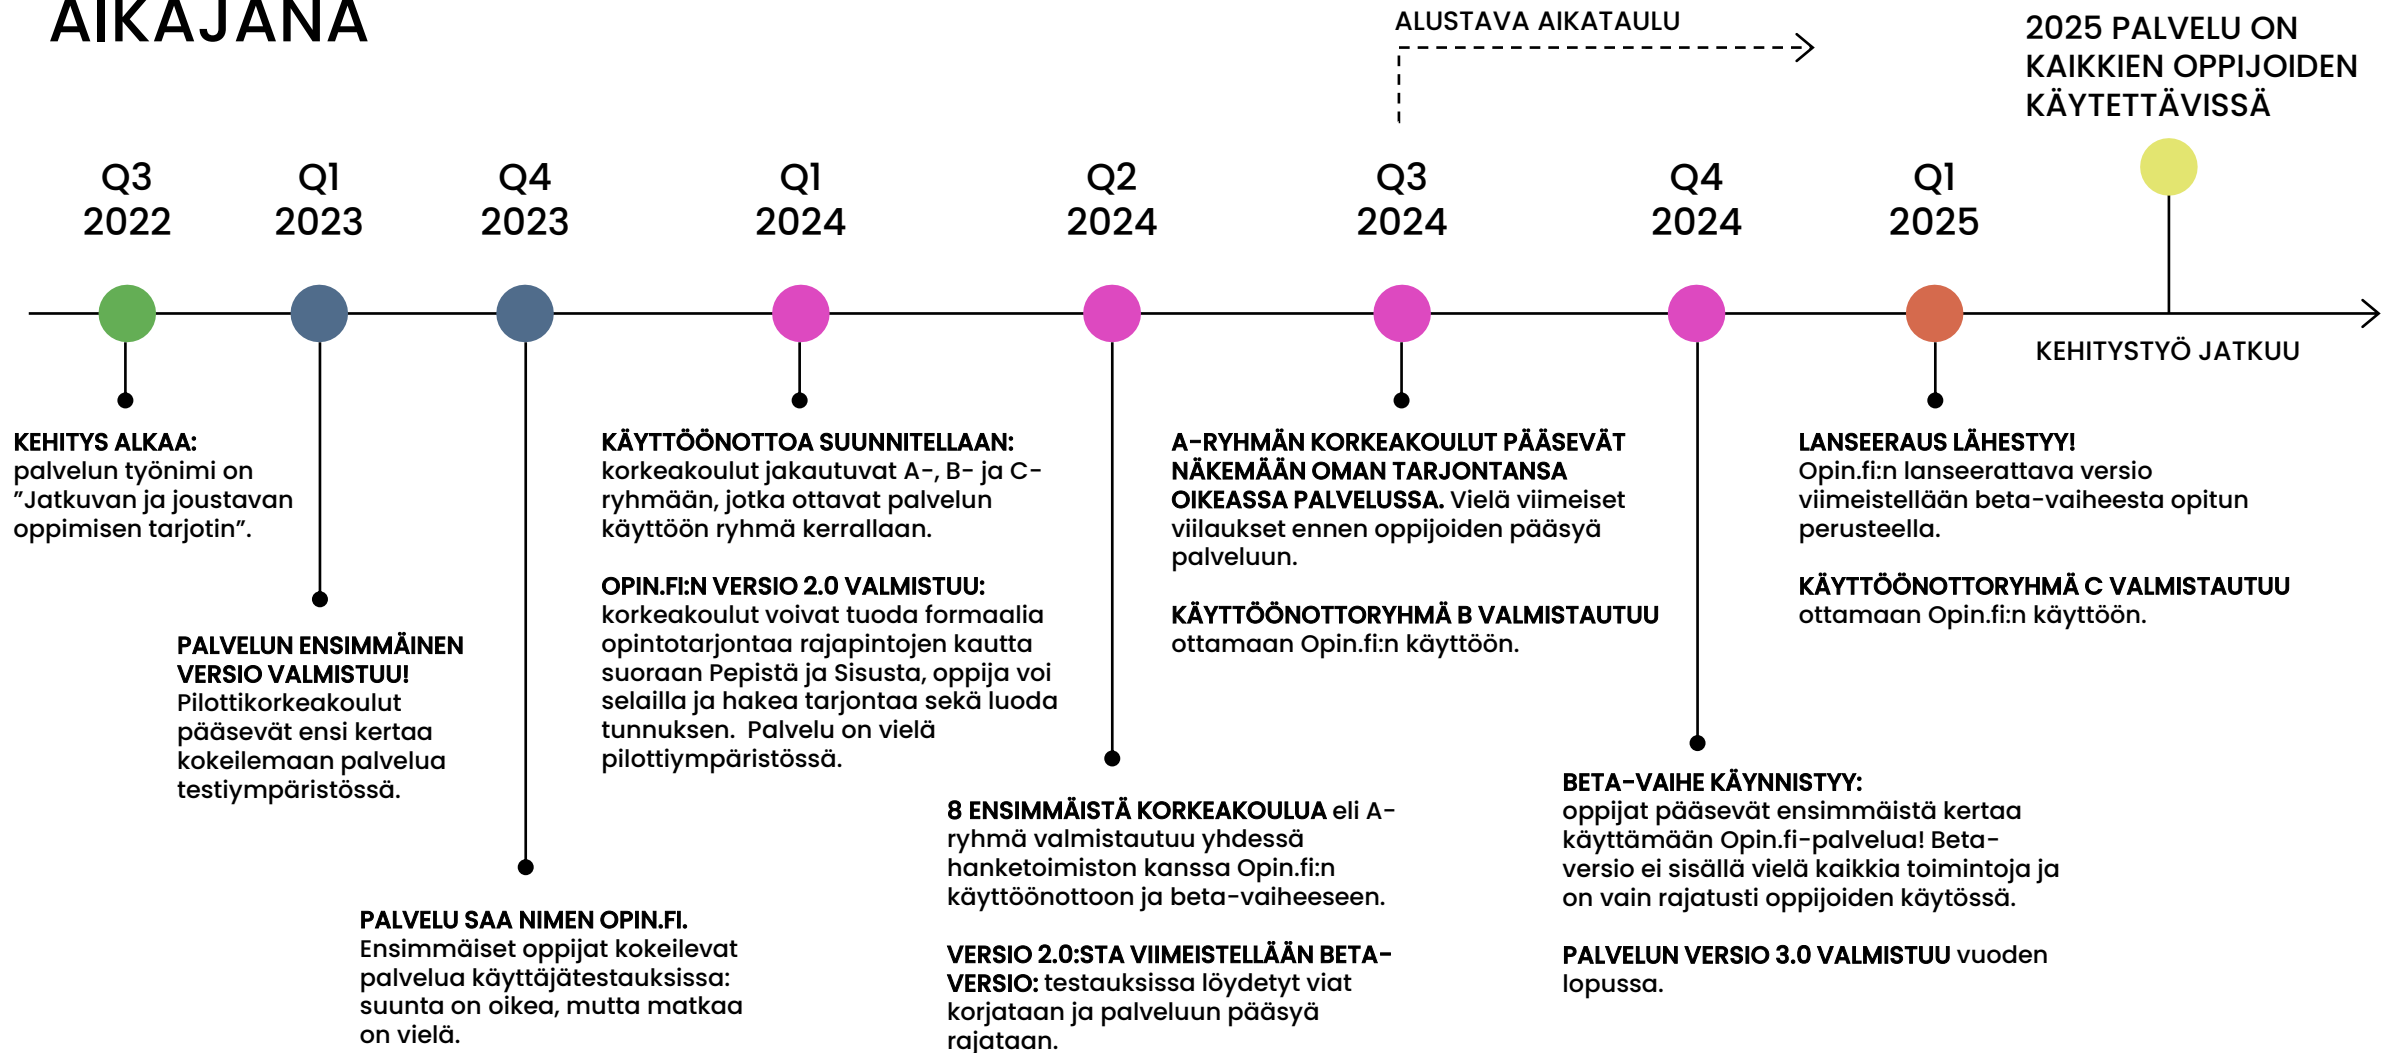 AIKAJANA
ALUSTAVA AIKATAULU
2025 PALVELU ON
KAIKKIEN OPPIJOIDEN
KÄYTETTÄVISSÄ
Q3
2022
Q1
2023
Q4
2023
Q1
2024
Q2
2024
Q3
2024
Q4
2024
Q1
2025
KEHITYSTYÖ JATKUU
KEHITYS ALKAA:
palvelun työnimi on
"Jatkuvan ja joustavan
oppimisen tarjotin".
PALVELUN ENSIMMÄINEN
VERSIO VALMISTUU!
Pilottikorkeakoulut
pääsevät ensi kertaa
kokeilemaan palvelua
testiympäristössä.
PALVELU SAA NIMEN OPIN.FI.
Ensimmäiset oppijat kokeilevat
palvelua käyttäjätestauksissa:
suunta on oikea, mutta matkaa
on vielä.
KÄYTTÖÖNOTTOA SUUNNITELLAAN:
korkeakoulut jakautuvat A-, B- ja C-
ryhmään, jotka ottavat palvelun
käyttöön ryhmä kerrallaan.
OPIN.FI:N VERSIO 2.0 VALMISTUU:
korkeakoulut voivat tuoda formaalia
opintotarjontaa rajapintojen kautta
suoraan Pepistä ja Sisusta, oppija voi
selailla ja hakea tarjontaa sekä luoda
tunnuksen. Palvelu on vielä
pilottiympäristössä.
8 ENSIMMÄISTÄ KORKEAKOULUA eli A-
ryhmä valmistautuu yhdessä
hanketoimiston kanssa Opin.fi:n
käyttöönottoon ja beta-vaiheeseen.
VERSIO 2.0:STA VIIMEISTELLÄÄN BETA-
VERSIO: testauksissa löydetyt viat
korjataan ja palveluun pääsyä
rajataan.
A-RYHMÄN KORKEAKOULUT PÄÄSEVÄT
NÄKEMÄÄN OMAN TARJONTANSA
OIKEASSA PALVELUSSA. Vielä viimeiset
viilaukset ennen oppijoiden pääsyä
palveluun.
KÄYTTÖÖNOTTORYHMÄ B VALMISTAUTUU
ottamaan Opin.fi:n käyttöön.
BETA-VAIHE KÄYNNISTYY:
oppijat pääsevät ensimmäistä kertaa
käyttämään Opin.fi-palvelua! Beta-
versio ei sisällä vielä kaikkia toimintoja ja
on vain rajatusti oppijoiden käytössä.
PALVELUN VERSIO 3.0 VALMISTUU vuoden
lopussa.
LANSEERAUS LÄHESTYY!
Opin.fi:n lanseerattava versio
viimeistellään beta-vaiheesta opitun
perusteella.
KÄYTTÖÖNOTTORYHMÄ C VALMISTAUTUU
ottamaan Opin.fi:n käyttöön.